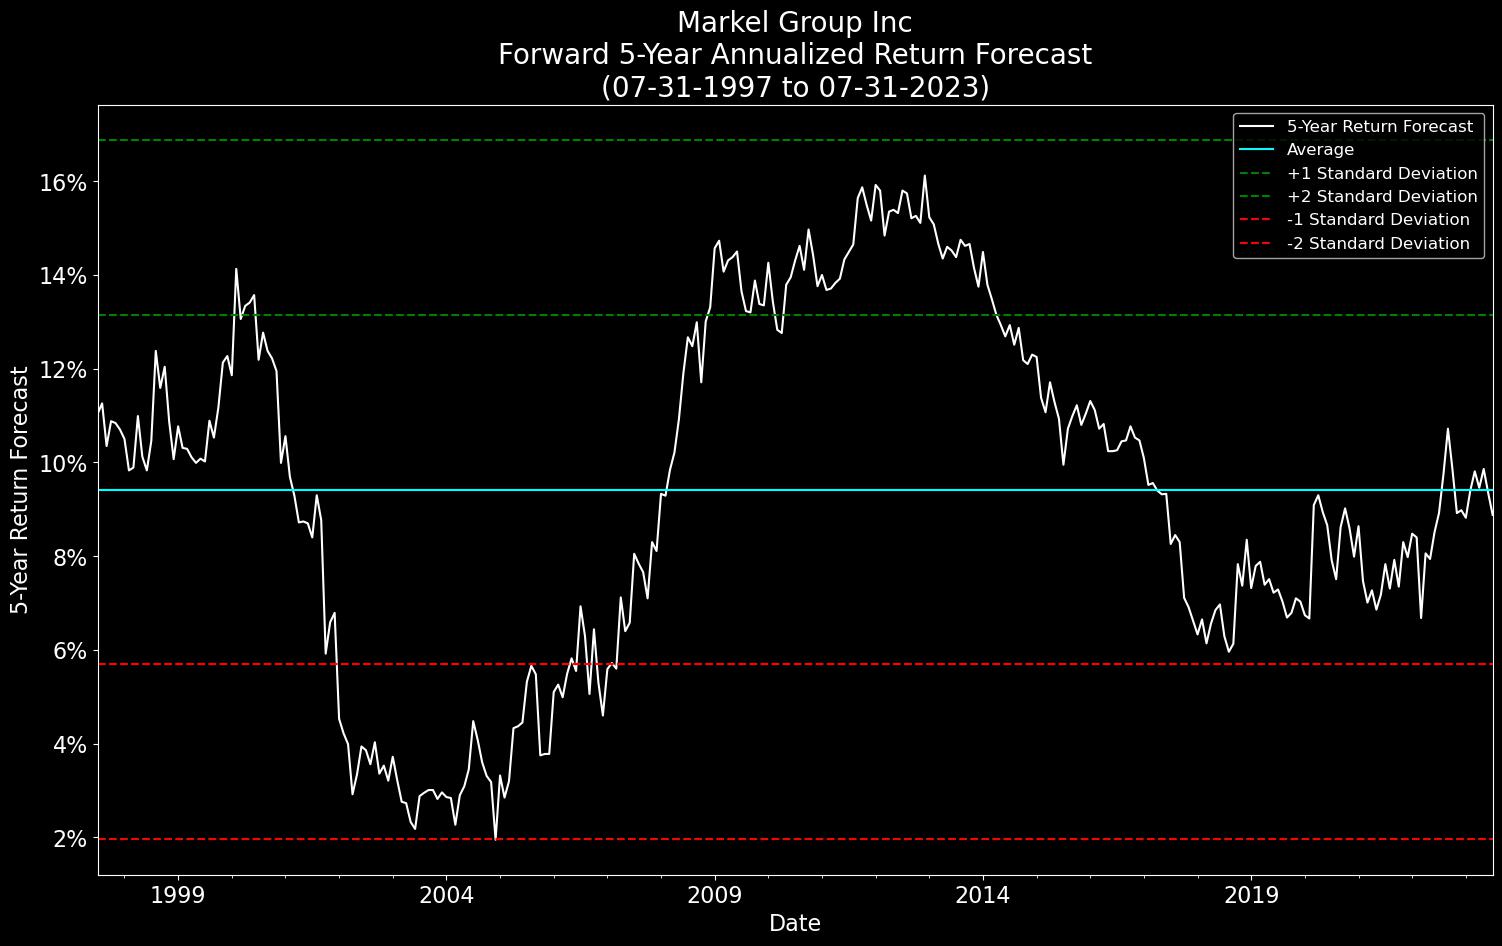 Markel Group Inc
Forward 5-Year Annualized Return Forecast
(07-31-1997 to 07-31-2023)
5-Year Return Forecast
Average
+1 Standard Deviation
+2 Standard Deviation
-1 Standard Deviation
-2 Standard Deviation
5-Year Return Forecast
16%
14%
12%
10%
8%
6%
4%
2%
1999 2004 2009 2014 2019
Date